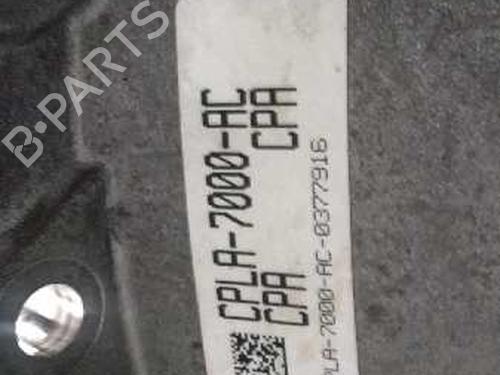 B-PARTS
CPLA-7000-AC
CPA CPA
PLA-7000-AC-0377916